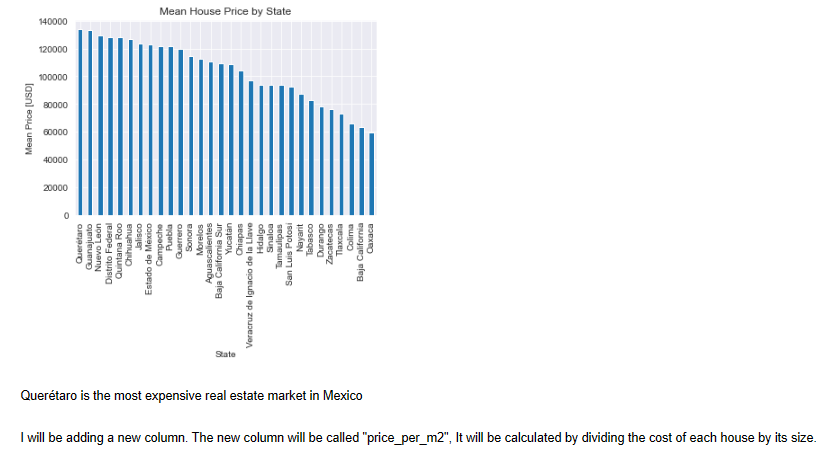 Mean House Price by State
140000
120000
100000
80000
60000
40000
20000
0
Mean Price [USD]
Querétaro
Guanajuato
Nuevo León
Distrito Federal
Quintana Roo
Chihuahua
Jalisco
Estado de México
Campeche
Puebla
Guerrero
Sonora
Morelos
Aguascalientes
Baja California Sur
Yucatán
Chiapas
Veracruz de Ignacio de la Llave
Hidalgo
Sinaloa
Tamaulipas
San Luis Potosí
Nayarit
Tabasco
Durango
Zacatecas
Tlaxcala
Colima
Baja California
Oaxaca
State
Querétaro is the most expensive real estate market in Mexico
I will be adding a new column. The new column will be called "price_per_m2", It will be calculated by dividing the cost of each house by its size.